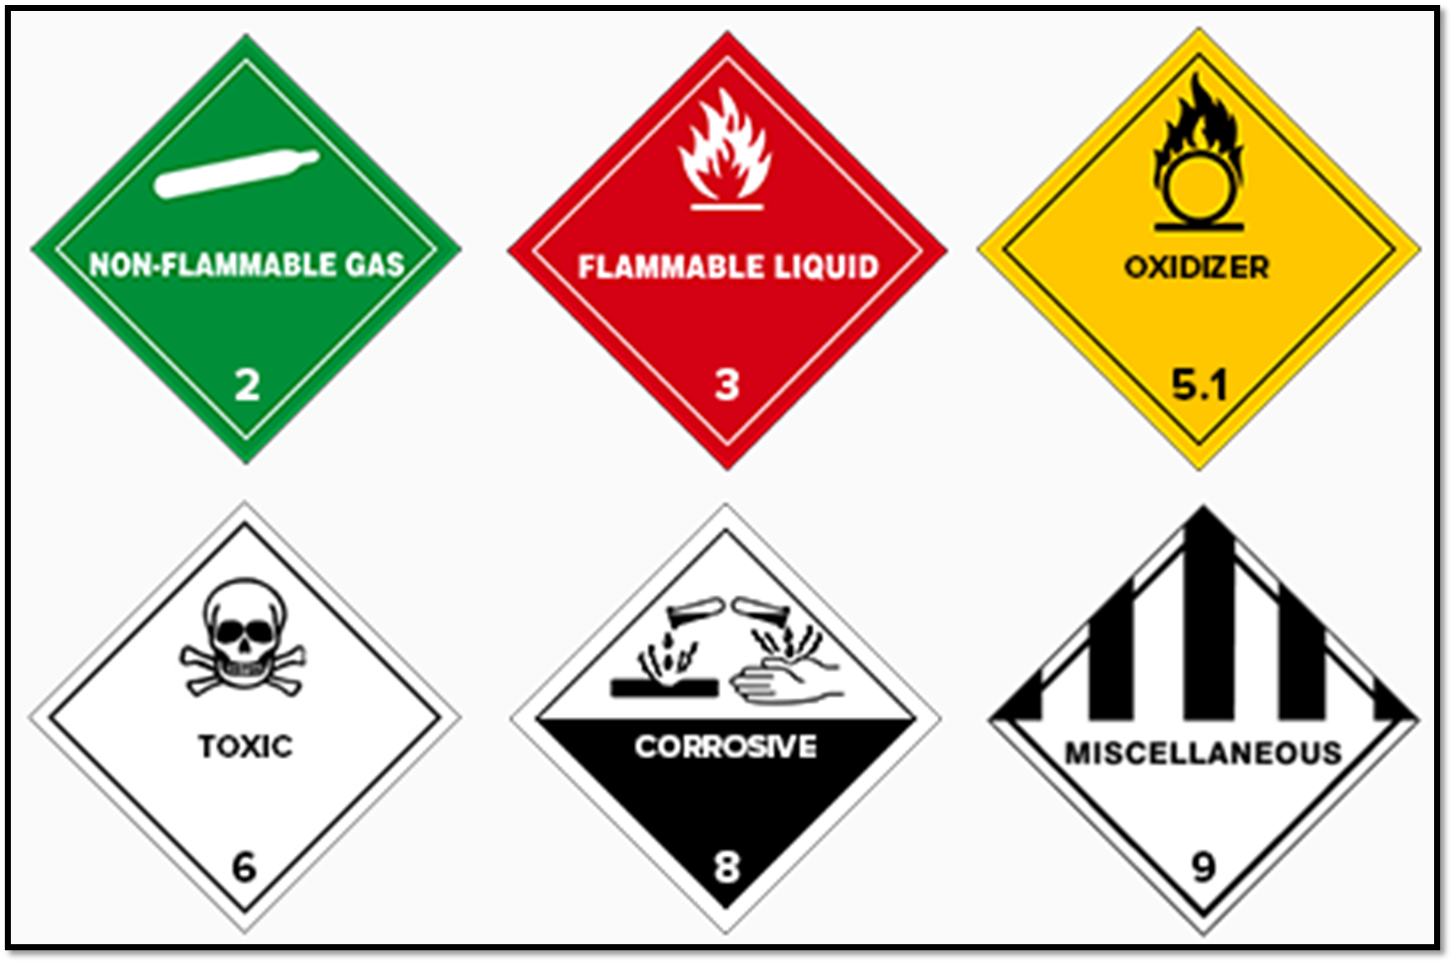 NON-FLAMMABLE GAS
2
FLAMMABLE LIQUID
3
OXIDIZER
5.1
TOXIC
6
CORROSIVE
8
MISCELLANEOUS
9